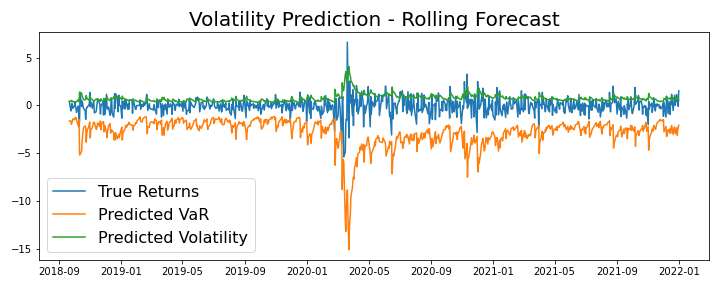 Volatility Prediction - Rolling Forecast
5
0
−5
−10
−15
True Returns
Predicted VaR
Predicted Volatility
2018-09 2019-01 2019-05 2019-09 2020-01 2020-05 2020-09 2021-01 2021-05 2021-09 2022-01